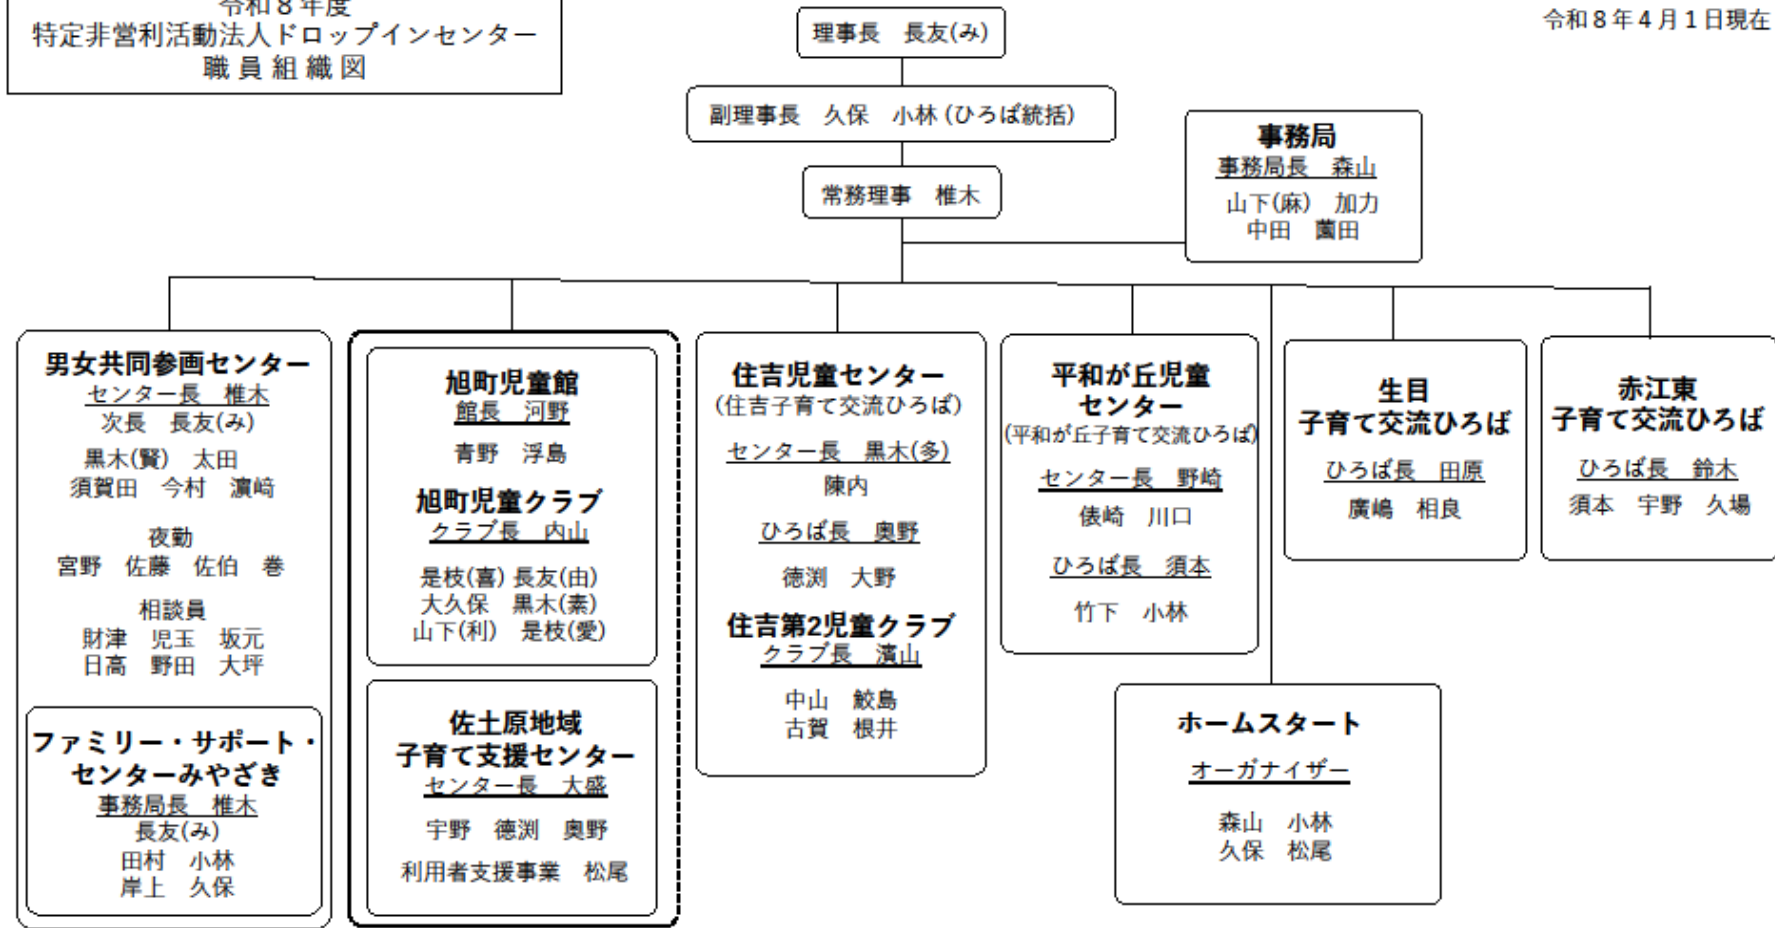 令和８年度
特定非営利活動法人ドロップインセンター
職 員 組 織 図
令和８年４月１日現在
理事長　長友(み)
副理事長　久保　小林 (ひろば統括)
常務理事　椎木
事務局
事務局長　森山
山下(麻)　加力
中田　薗田
男女共同参画センター
センター長　椎木
次長　長友(み)
黒木(賢)　太田
須賀田　今村　濵﨑
夜勤
宮野　佐藤　佐伯　巻
相談員
財津　児玉　坂元
日高　野田　大坪
ファミリー・サポート・
センターみやざき
事務局長　椎木
長友(み)
田村　小林
岸上　久保
旭町児童館
館長　河野
青野　浮島
旭町児童クラブ
クラブ長　内山
是枝(喜) 長友(由)
大久保　黒木(素)
山下(利)　是枝(愛)
佐土原地域
子育て支援センター
センター長　大盛
宇野　德渕　奥野
利用者支援事業　松尾
住吉児童センター
(住吉子育て交流ひろば)
センター長　黒木(多)
陳内
ひろば長　奥野
徳渕　大野
住吉第2児童クラブ
クラブ長　濱山
中山　鮫島
古賀　根井
平和が丘児童
センター
(平和が丘子育て交流ひろば)
センター長　野崎
俵崎　川口
ひろば長　須本
竹下　小林
生目
子育て交流ひろば
ひろば長　田原
廣嶋　相良
赤江東
子育て交流ひろば
ひろば長　鈴木
須本　宇野　久場
ホームスタート
オーガナイザー
森山　小林
久保　松尾